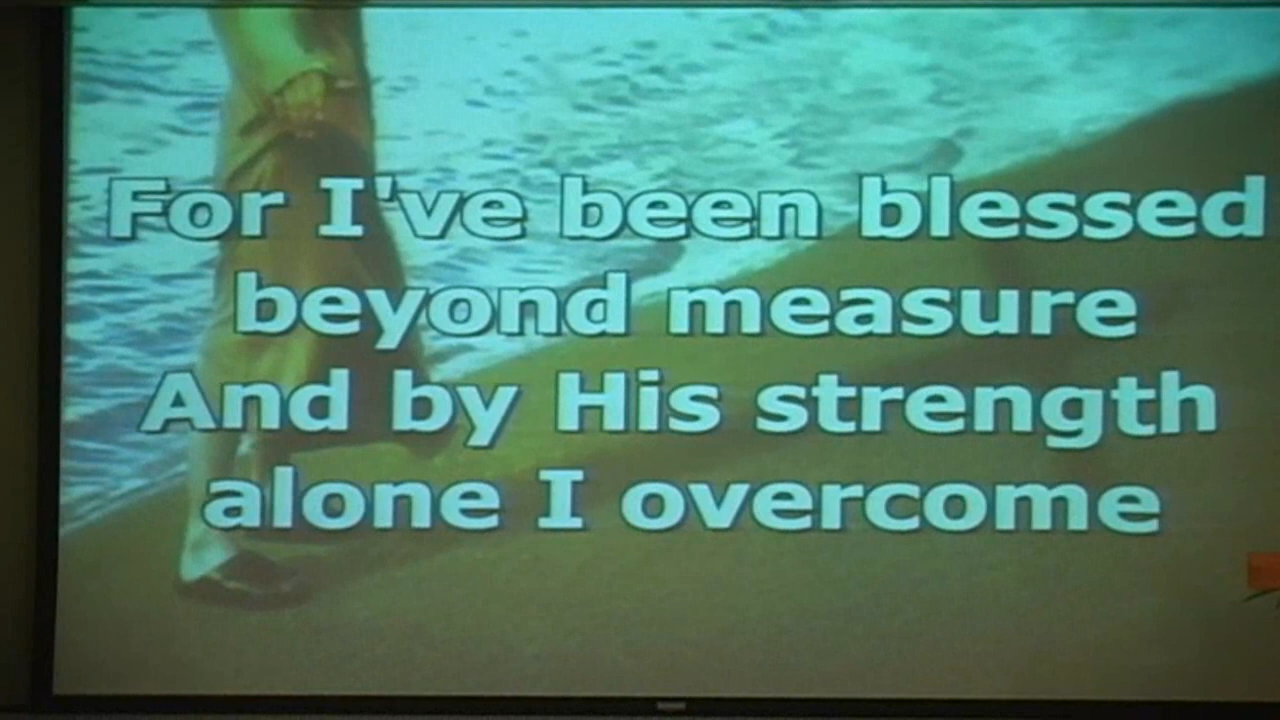 For I've been blessed
beyond measure
And by His strength
alone I overcome